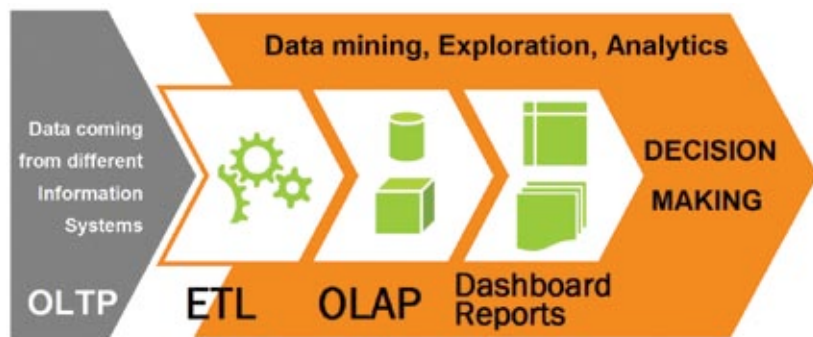 Data mining, Exploration, Analytics
Data coming
from different
Information
Systems
DECISION
MAKING
OLTP
ETL
OLAP
Dashboard
Reports